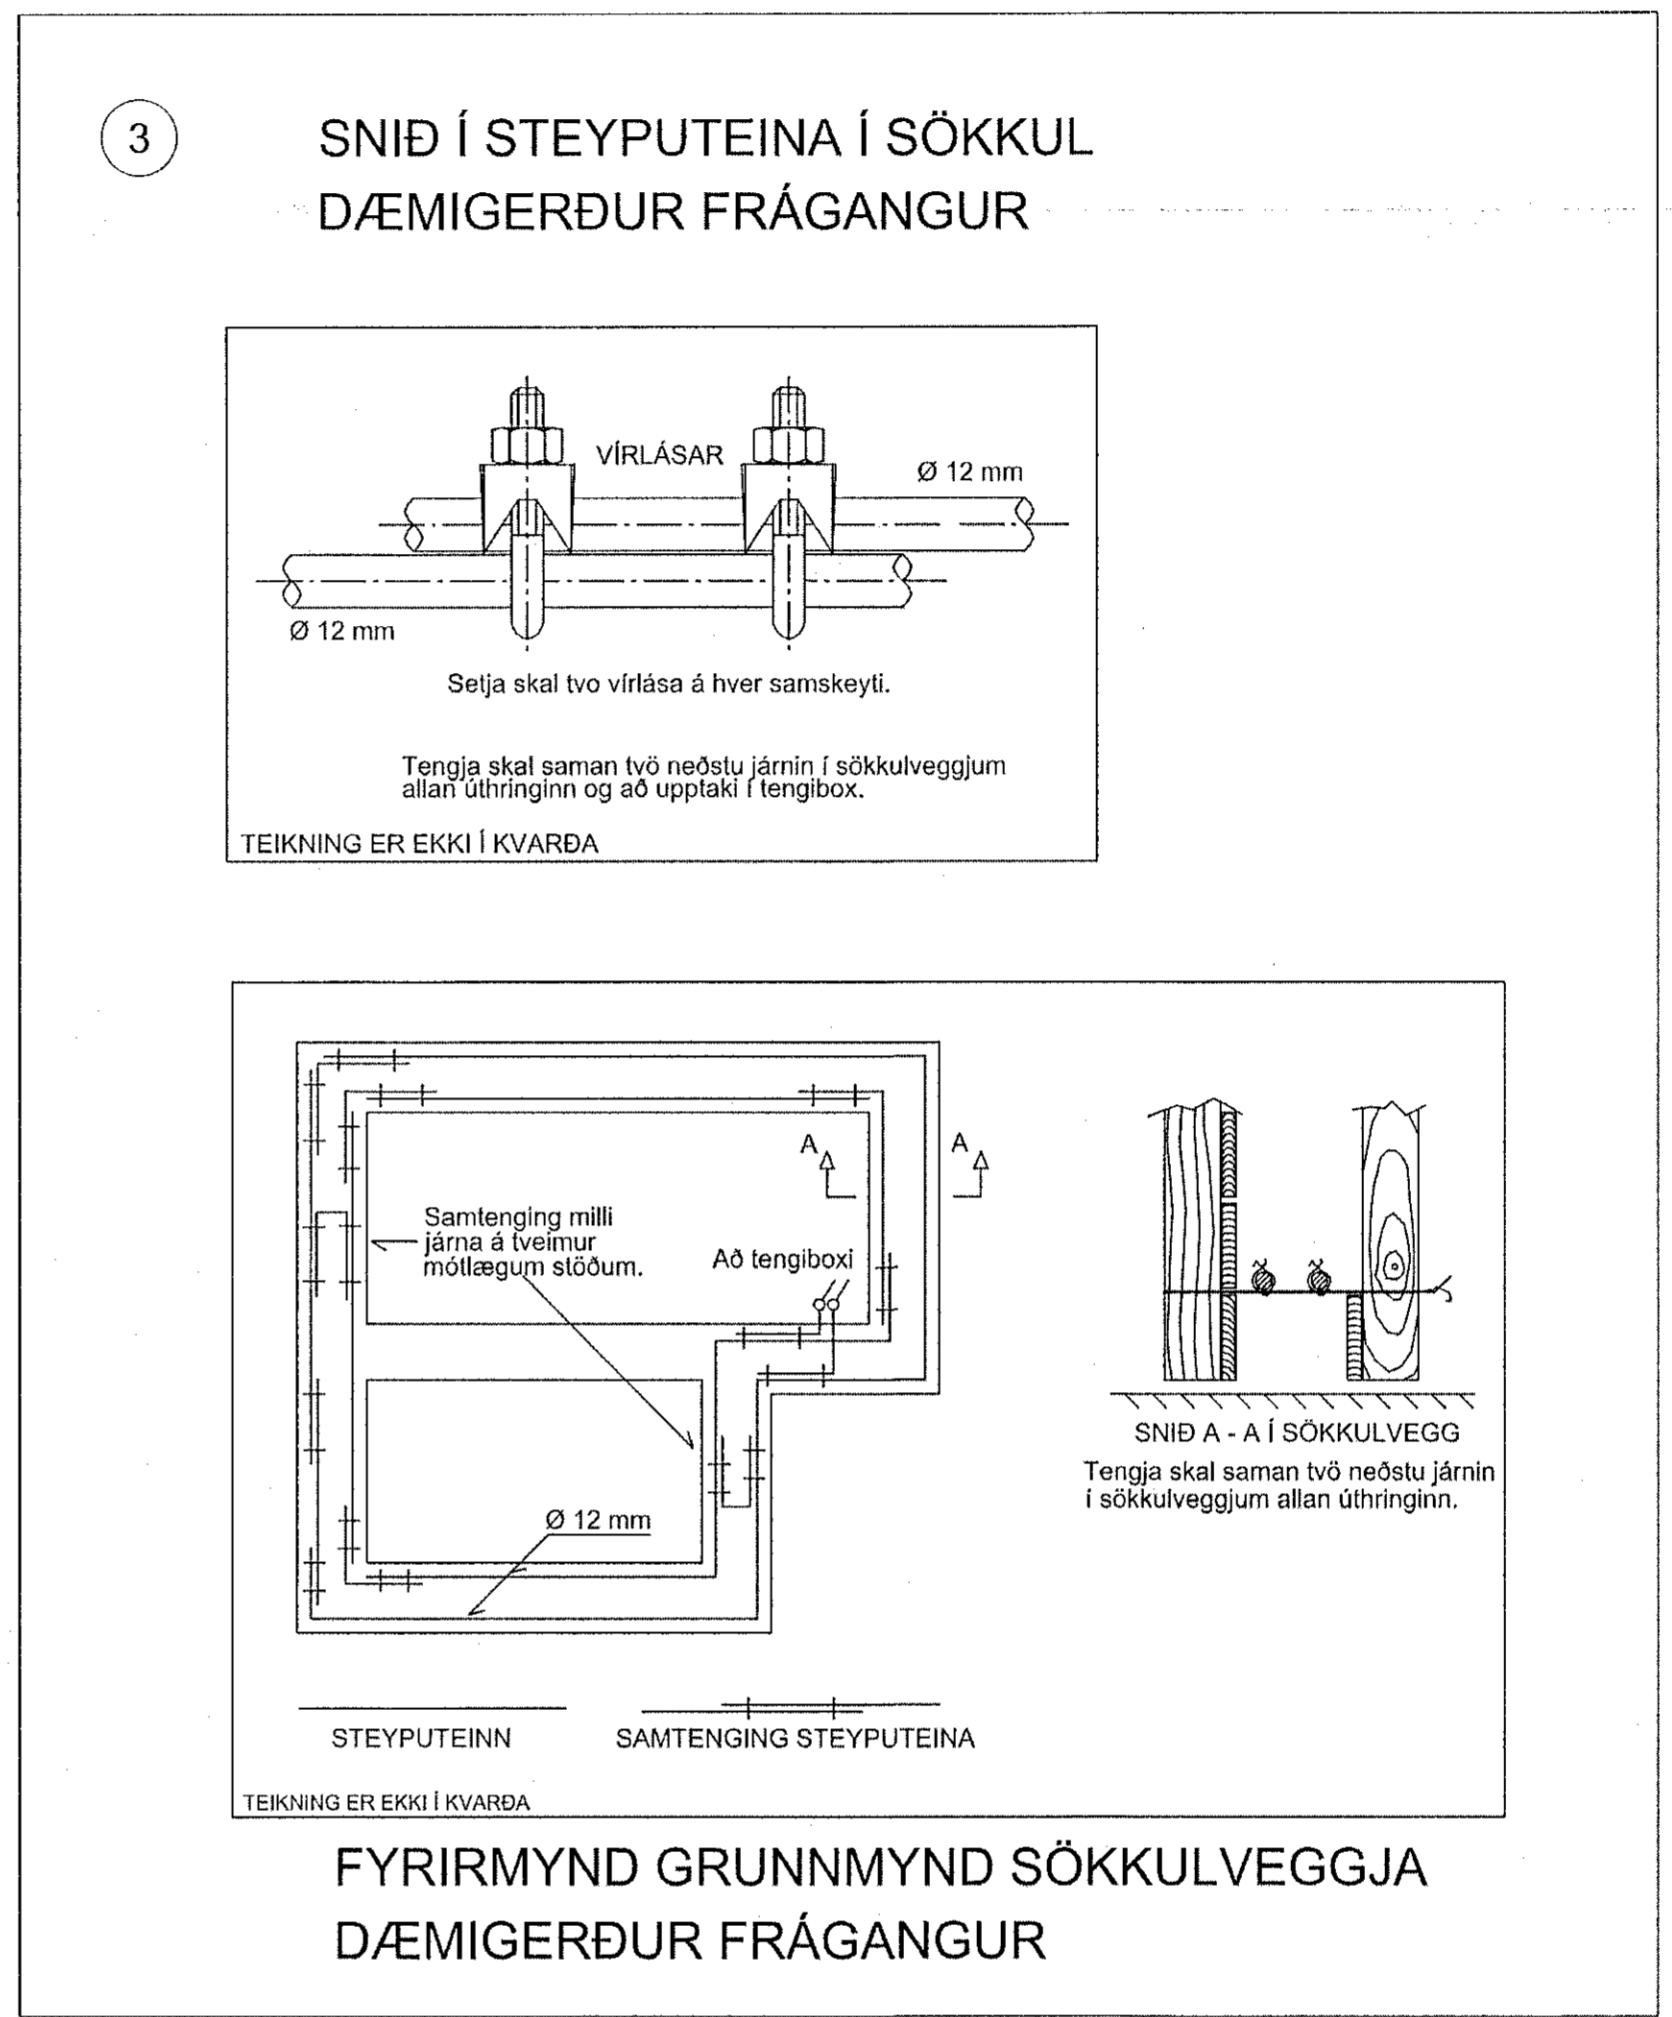 3
SNIÐ Í STEYPUTEINA Í SÖKKUL
DÆMIGERÐUR FRÁGANGUR
VÍRLÁSAR
Ø 12 mm
Ø 12 mm
Setja skal tvo vírlása á hver samskeyti.
Tengja skal saman tvö neðstu járnin í sökkulveggjum
allan úthringinn og að upptaki í tengibox.
TEIKNING ER EKKI Í KVARÐA
A
A
Samtenging milli
járna á tveimur
mótlægum stöðum.
Að tengiboxi
Ø 12 mm
SNIÐ A - A Í SÖKKULVEGG
Tengja skal saman tvö neðstu járnin
í sökkulveggjum allan úthringinn.
STEYPUTEINN
SAMTENGING STEYPUTEINA
TEIKNING ER EKKI Í KVARÐA
FYRIRMYND GRUNNMYND SÖKKULVEGGJA
DÆMIGERÐUR FRÁGANGUR